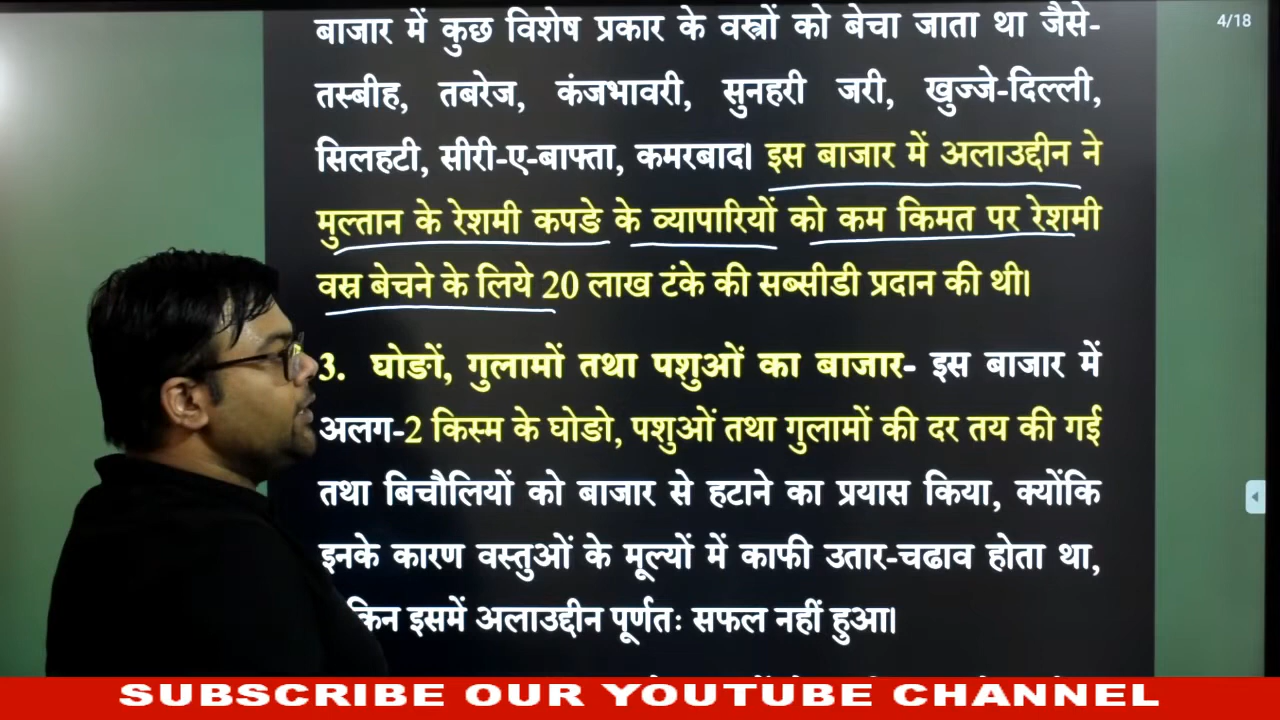 4/18
बाजार में कुछ विशेष प्रकार के वस्त्रों को बेचा जाता था जैसे-
तस्बीह, तबरेज, कंजभावरी, सुनहरी जरी, खुज्जे-दिल्ली,
सिलहटी, सीरी-ए-बाफ्ता, कमरबाद। इस बाजार में अलाउद्दीन ने
मुल्तान के रेशमी कपङे के व्यापारियों को कम किमत पर रेशमी
वस्र बेचने के लिये 20 लाख टंके की सब्सीडी प्रदान की थी।
3. घोङों, गुलामों तथा पशुओं का बाजार- इस बाजार में
अलग-2 किस्म के घोङो, पशुओं तथा गुलामों की दर तय की गई
तथा बिचौलियों को बाजार से हटाने का प्रयास किया, क्योंकि
इनके कारण वस्तुओं के मूल्यों में काफी उतार-चढाव होता था,
किन इसमें अलाउद्दीन पूर्णतः सफल नहीं हुआ।
SUBSCRIBE OUR YOUTUBE CHANNEL